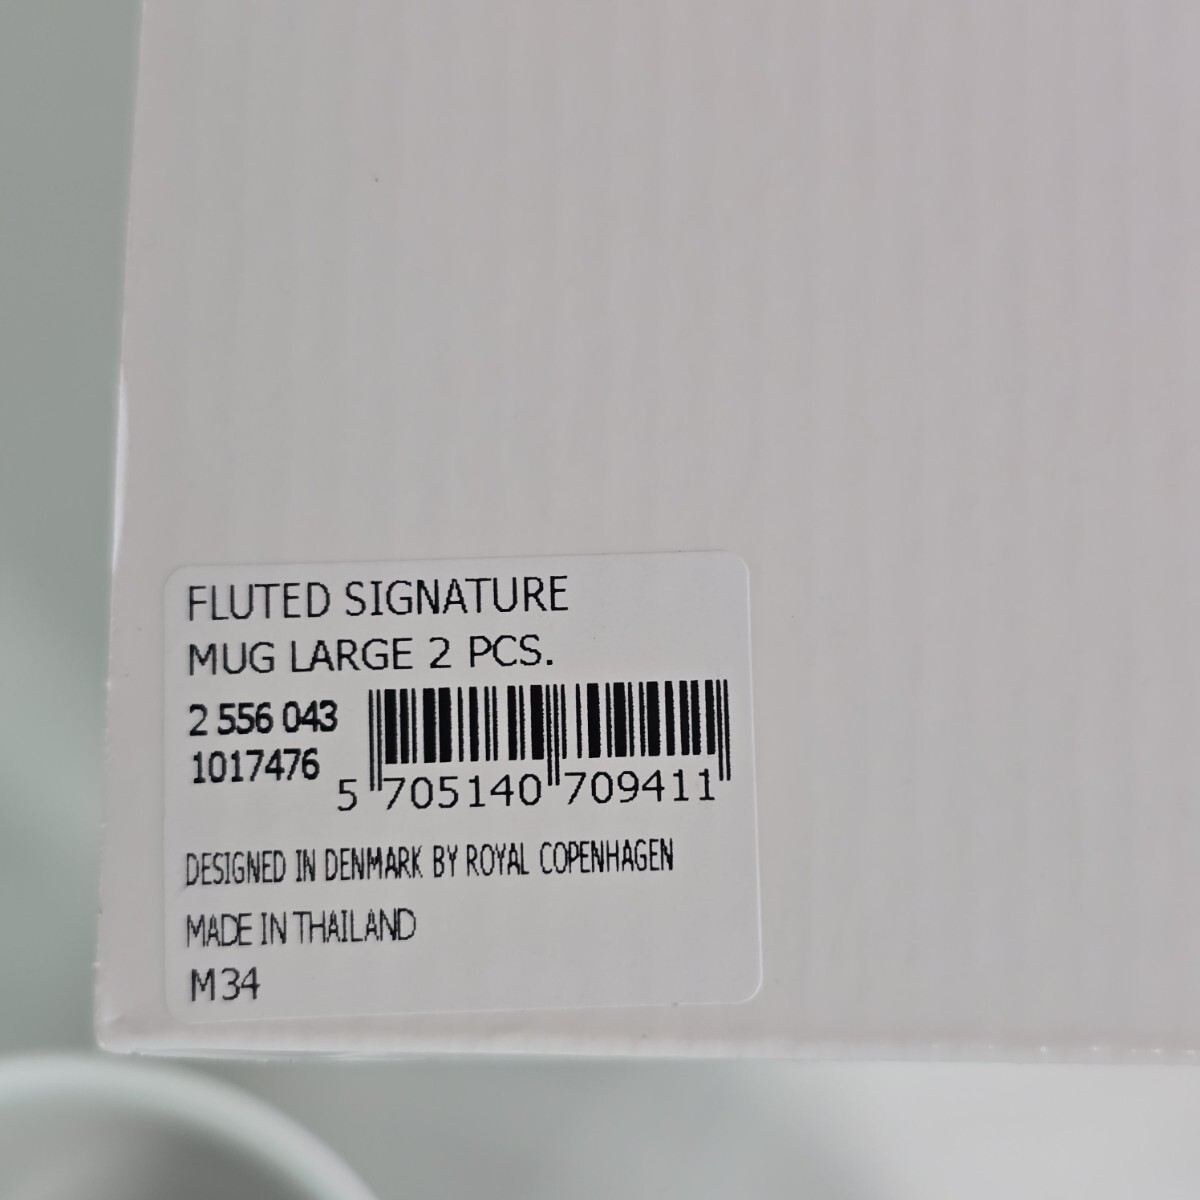 FLUTED SIGNATURE
MUG LARGE 2 PCS.
2 556 043
1017476
5 705140 709411
DESIGNED IN DENMARK BY ROYAL COPENHAGEN
MADE IN THAILAND
M34